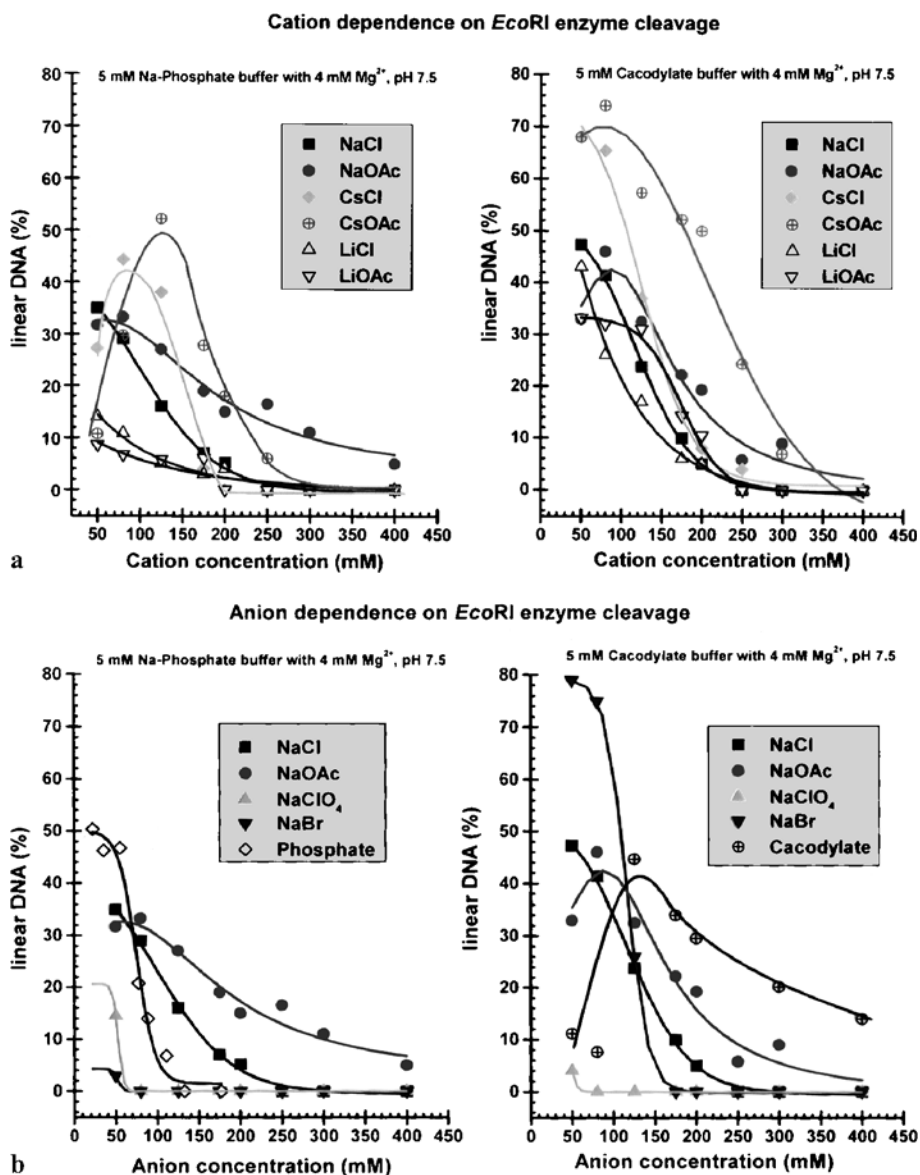 Cation dependence on EcoRI enzyme cleavage
5 mM Na-Phosphate buffer with 4 mM Mg²⁺, pH 7.5
80
70
60
50
40
30
20
10
0
linear DNA (%)
NaCl
NaOAc
CsCl
CsOAc
LiCl
LiOAc
50 100 150 200 250 300 350 400 450
Cation concentration (mM)
5 mM Cacodylate buffer with 4 mM Mg²⁺, pH 7.5
80
70
60
50
40
30
20
10
0
linear DNA (%)
NaCl
NaOAc
CsCl
CsOAc
LiCl
LiOAc
0 50 100 150 200 250 300 350 400 450
Cation concentration (mM)
a
Anion dependence on EcoRI enzyme cleavage
5 mM Na-Phosphate buffer with 4 mM Mg²⁺, pH 7.5
80
70
60
50
40
30
20
10
0
linear DNA (%)
NaCl
NaOAc
NaClO₄
NaBr
Phosphate
0 50 100 150 200 250 300 350 400 450
Anion concentration (mM)
5 mM Cacodylate buffer with 4 mM Mg²⁺, pH 7.5
80
70
60
50
40
30
20
10
0
linear DNA (%)
NaCl
NaOAc
NaClO₄
NaBr
Cacodylate
0 50 100 150 200 250 300 350 400 450
Anion concentration (mM)
b